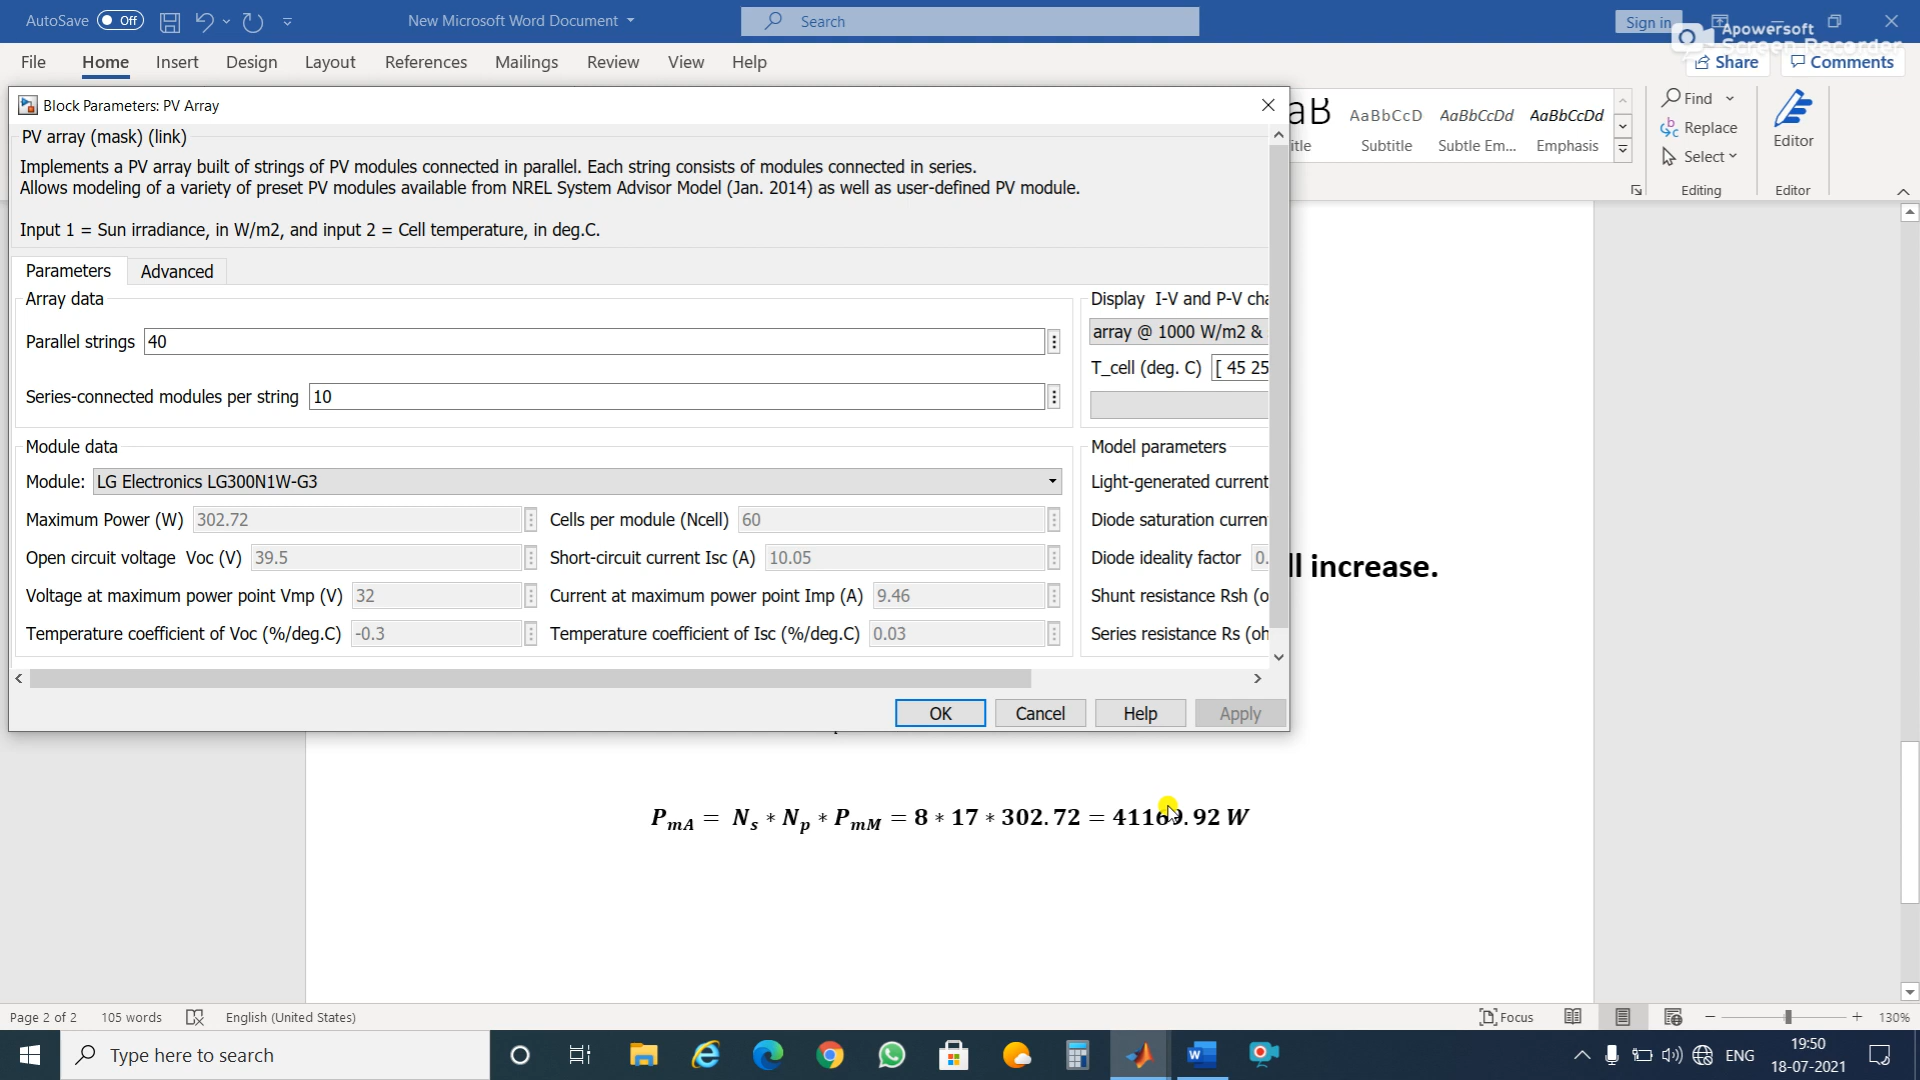 AutoSave Off
New Microsoft Word Document
Search
Sign in
Apowersoft
Screen Recorder
File Home Insert Design Layout References Mailings Review View Help
Share
Comments
Block Parameters: PV Array
PV array (mask) (link)
Implements a PV array built of strings of PV modules connected in parallel. Each string consists of modules connected in series.
Allows modeling of a variety of preset PV modules available from NREL System Advisor Model (Jan. 2014) as well as user-defined PV module.
Input 1 = Sun irradiance, in W/m2, and input 2 = Cell temperature, in deg.C.
Parameters Advanced
Array data
Parallel strings 40
Series-connected modules per string 10
Display I-V and P-V cha
array @ 1000 W/m2 &
T_cell (deg. C) [ 45 25
Module data
Module: LG Electronics LG300N1W-G3
Maximum Power (W) 302.72 Cells per module (Ncell) 60
Open circuit voltage Voc (V) 39.5 Short-circuit current Isc (A) 10.05
Voltage at maximum power point Vmp (V) 32 Current at maximum power point Imp (A) 9.46
Temperature coefficient of Voc (%/deg.C) -0.3 Temperature coefficient of Isc (%/deg.C) 0.03
Model parameters
Light-generated current
Diode saturation curren
Diode ideality factor 0.
Shunt resistance Rsh (o
Series resistance Rs (oh
OK Cancel Help Apply
aB AaBbCcD AaBbCcDd AaBbCcDd
itle Subtitle Subtle Em... Emphasis
Find
Replace
Select
Editing
Editor
Editor
ll increase.
P_mA = N_s * N_p * P_mM = 8 * 17 * 302.72 = 41169.92 W
Page 2 of 2 105 words English (United States)
Focus
130%
Type here to search
ENG
19:50
18-07-2021